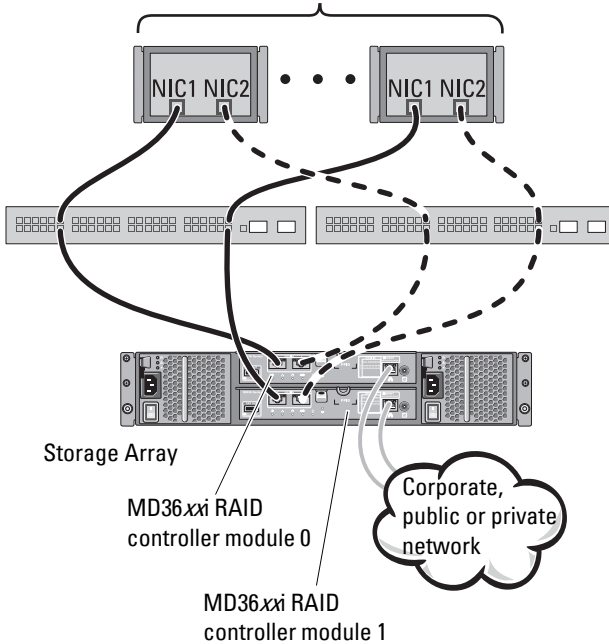 NIC1 NIC2
NIC1 NIC2
Storage Array
MD36xxi RAID
controller module 0
Corporate,
public or private
network
MD36xxi RAID
controller module 1